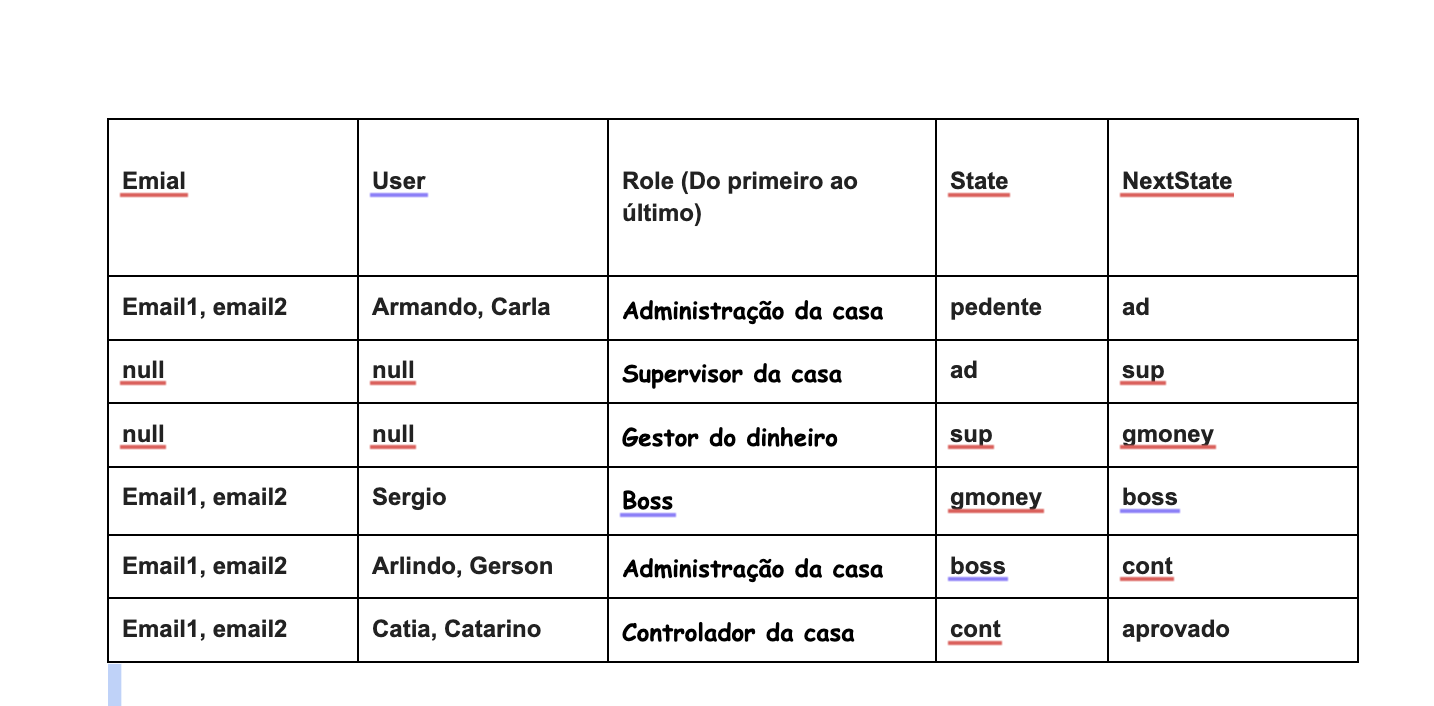 Emial User Role (Do primeiro ao State NextState
último)
Email1, email2 Armando, Carla Administração da casa pedente ad
null null Supervisor da casa ad sup
null null Gestor do dinheiro sup gmoney
Email1, email2 Sergio Boss gmoney boss
Email1, email2 Arlindo, Gerson Administração da casa boss cont
Email1, email2 Catia, Catarino Controlador da casa cont aprovado